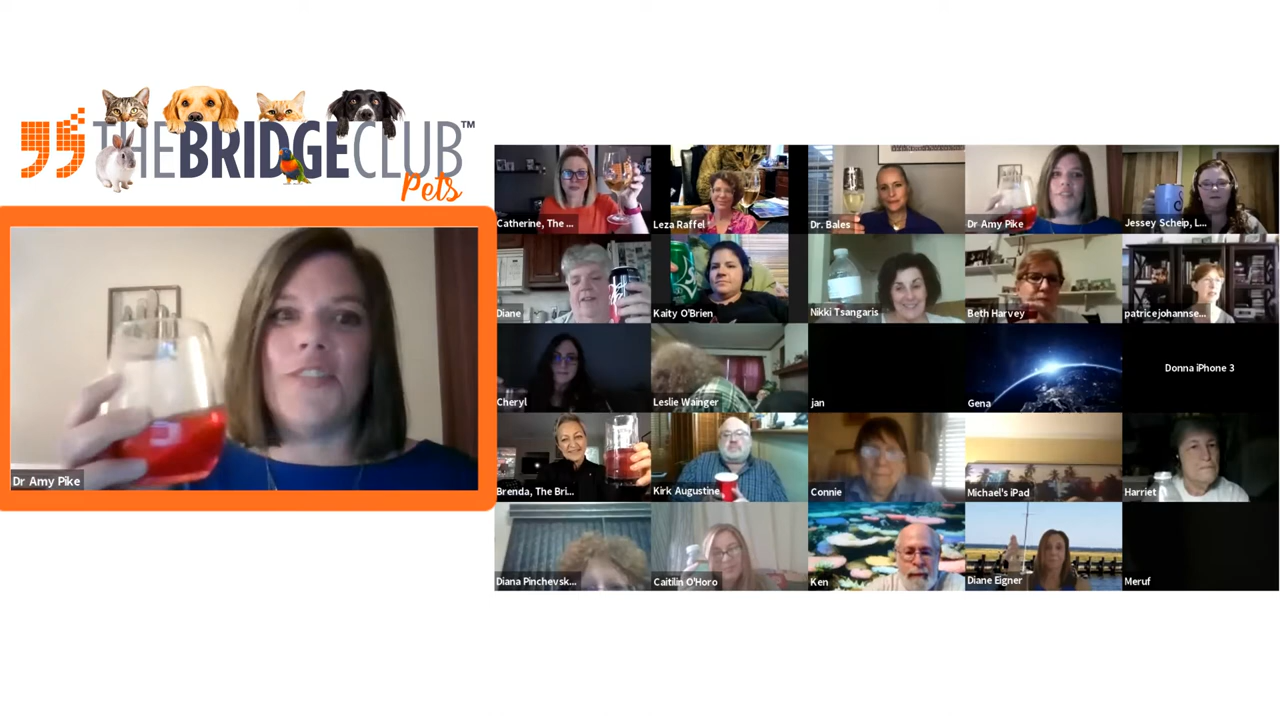 THE BRIDGE CLUB™
Pets
Dr Amy Pike
Catherine, The ...
Leza Raffel
Dr. Bales
Dr Amy Pike
Jessey Scheip, L...
Diane
Kaity O'Brien
Nikki Tsangaris
Beth Harvey
patricejohannse...
Cheryl
Leslie Wainger
jan
Gena
Donna iPhone 3
Brenda, The Bri...
Kirk Augustine
Connie
Michael's iPad
Harriet
Diana Pinchevsk...
Caitilin O'Horo
Ken
Diane Eigner
Meruf